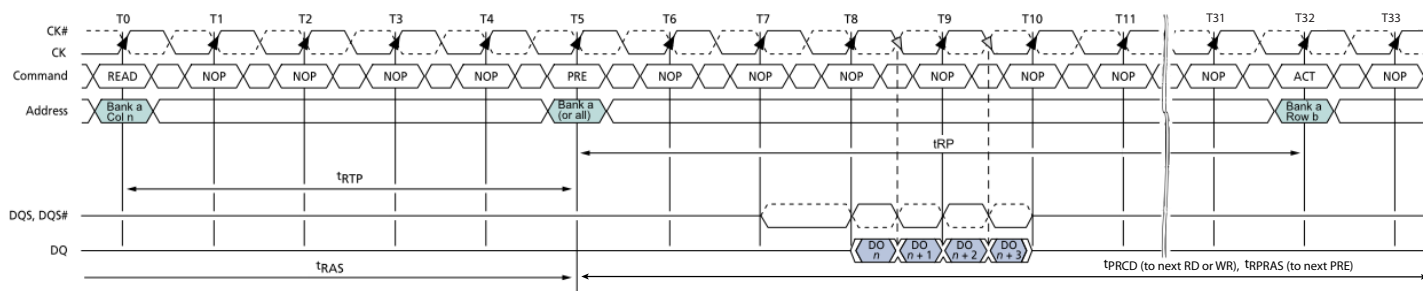 T0 T1 T2 T3 T4 T5 T6 T7 T8 T9 T10 T11 T31 T32 T33
CK#
CK
Command READ NOP NOP NOP NOP PRE NOP NOP NOP NOP NOP NOP NOP ACT NOP
Address Bank a Col n Bank a (or all) Bank a Row b
tRP
tRTP
DQS, DQS#
DQ DO n DO n + 1 DO n + 2 DO n + 3
tRAS tPRCD (to next RD or WR), tRPRAS (to next PRE)